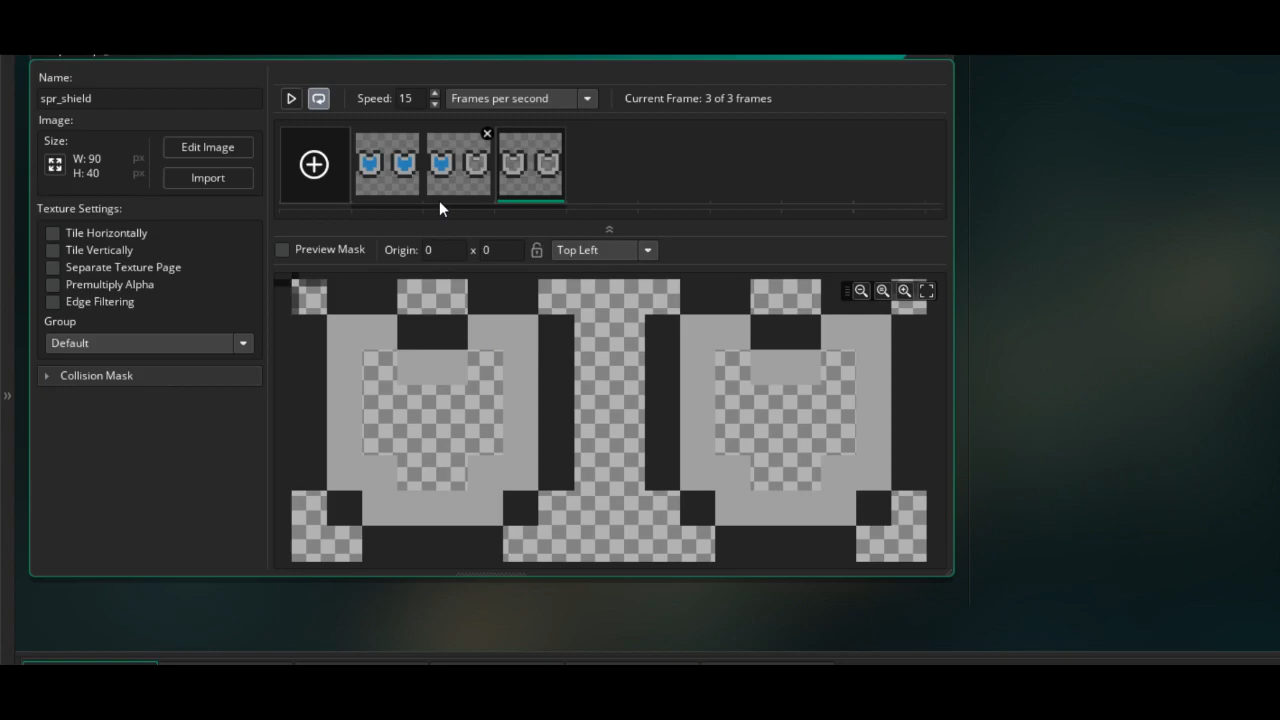 Name:
spr_shield
Image:
Size:
W: 90 px
H: 40 px
Edit Image
Import
Texture Settings:
Tile Horizontally
Tile Vertically
Separate Texture Page
Premultiply Alpha
Edge Filtering
Group
Default
Collision Mask
Speed: 15 Frames per second Current Frame: 3 of 3 frames
Preview Mask Origin: 0 x 0 Top Left